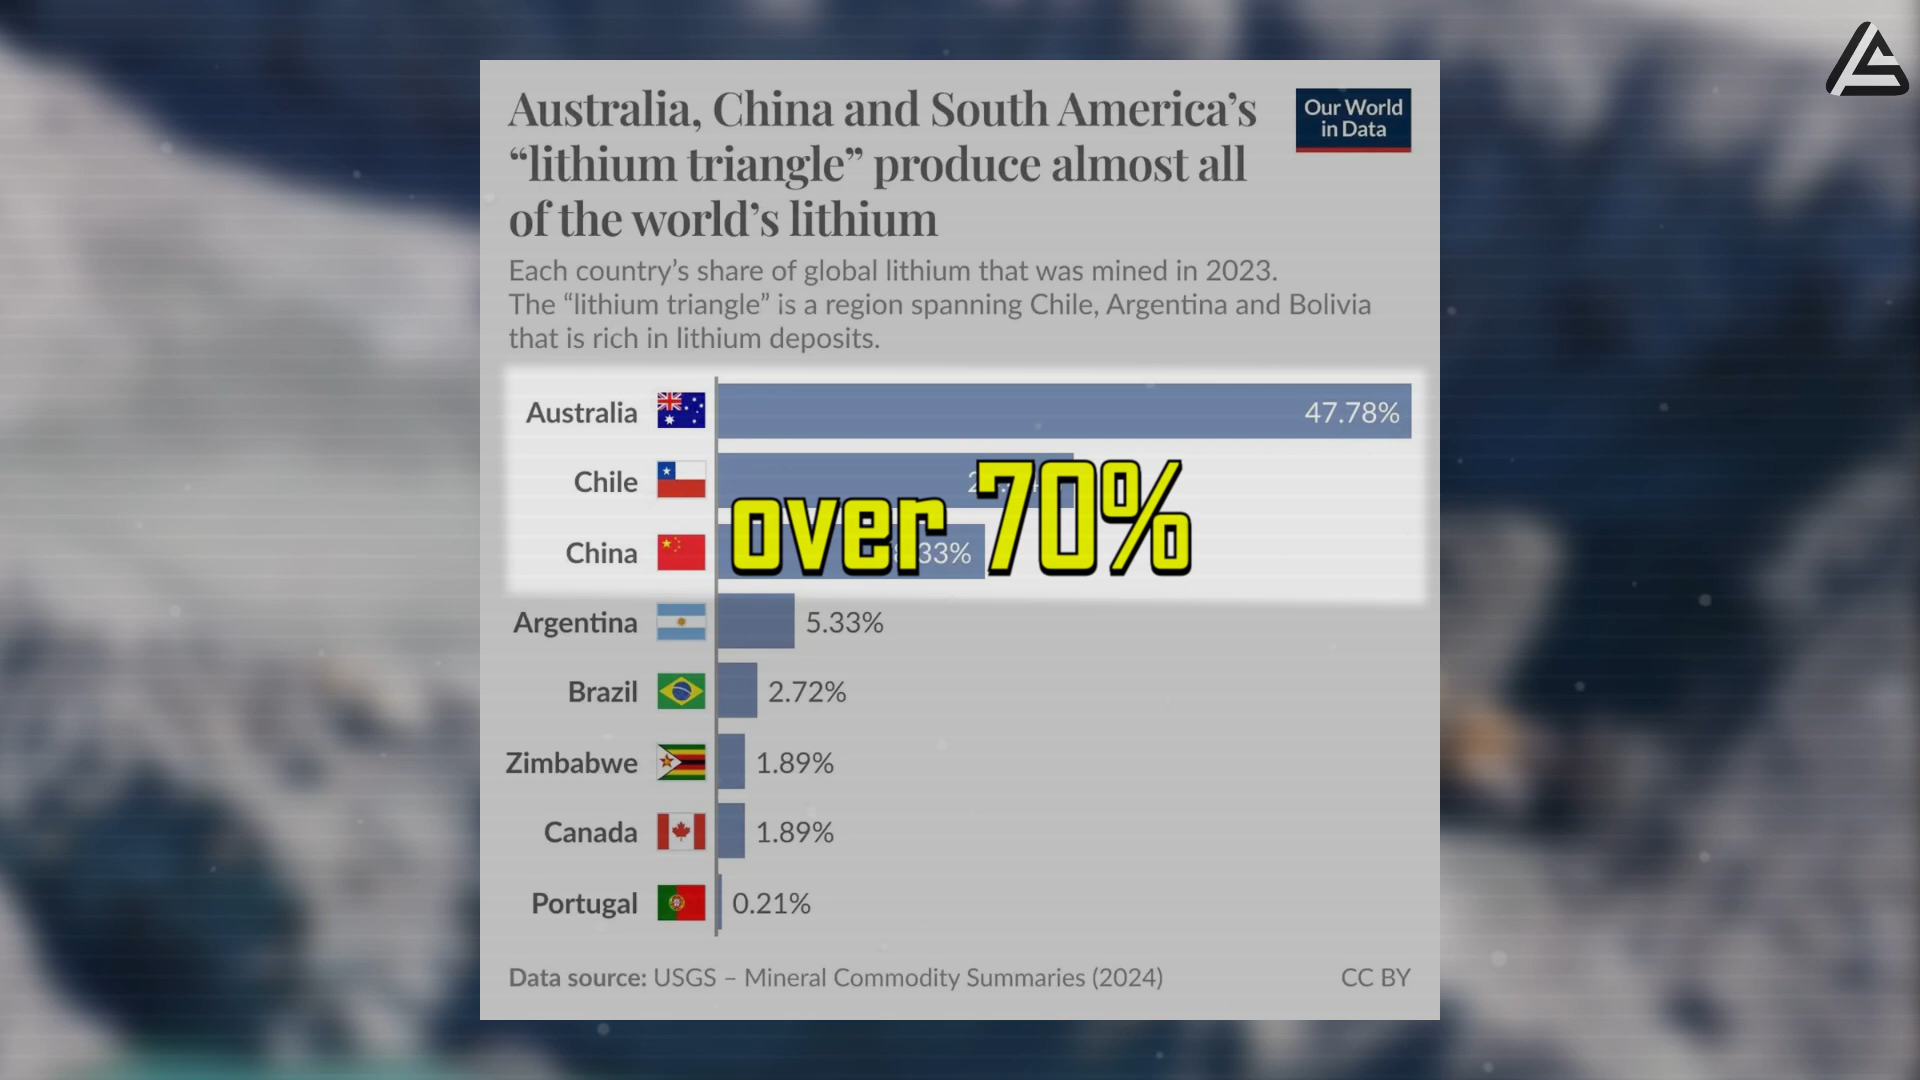 Australia, China and South America’s
“lithium triangle” produce almost all
of the world’s lithium
Our World
in Data
Each country’s share of global lithium that was mined in 2023.
The “lithium triangle” is a region spanning Chile, Argentina and Bolivia
that is rich in lithium deposits.
Australia 47.78%
Chile
over 70%
China
Argentina 5.33%
Brazil 2.72%
Zimbabwe 1.89%
Canada 1.89%
Portugal 0.21%
Data source: USGS – Mineral Commodity Summaries (2024) CC BY